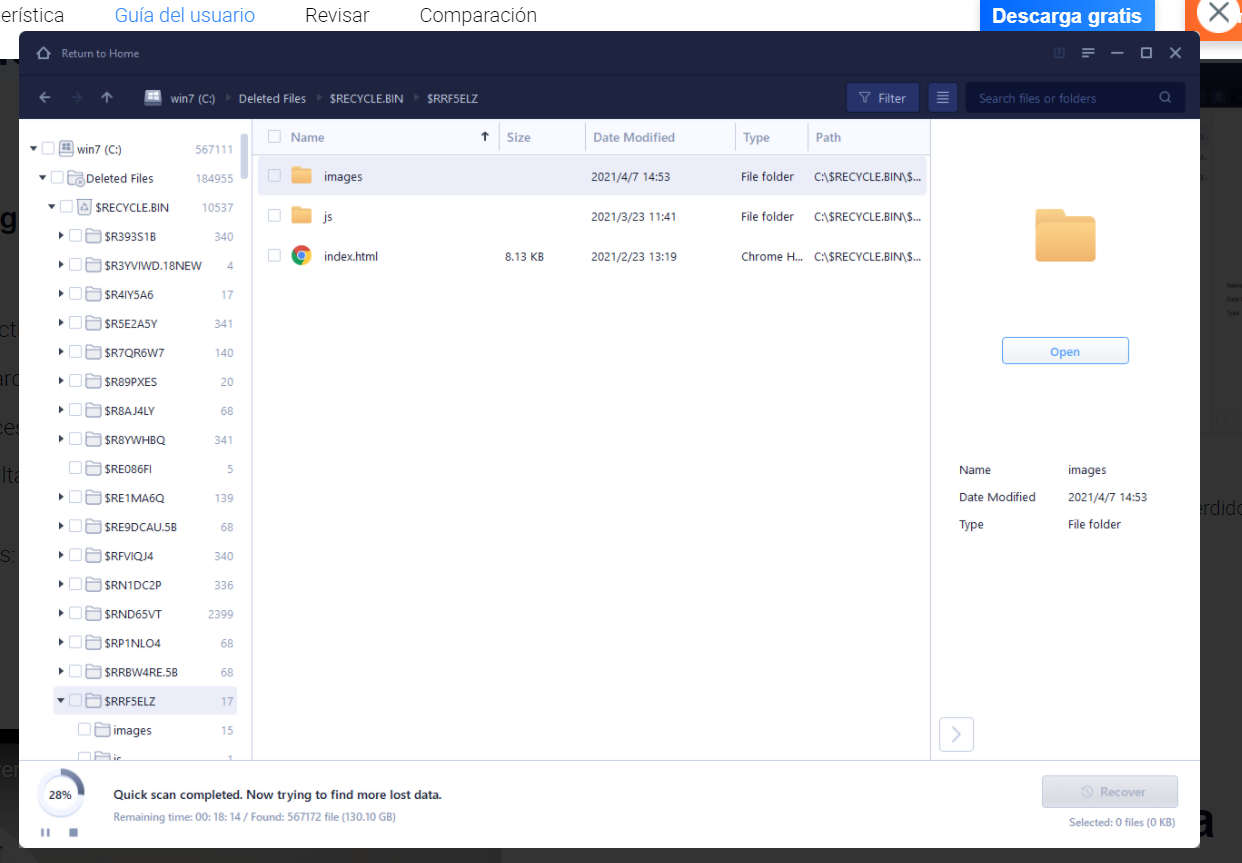 erística Guía del usuario Revisar Comparación Descarga gratis
Return to Home
win7 (C:) Deleted Files $RECYCLE.BIN $RRF5ELZ Filter Search files or folders
Name Size Date Modified Type Path
win7 (C:) 567111
Deleted Files 184955
$RECYCLE.BIN 10537
$R393S1B 340
$R3YVIWD.18NEW 4
$R4IY5A6 17
$R5E2A5Y 341
$R7QR6W7 140
$R89PXES 20
$R8AJ4LY 68
$R8YWHBQ 341
$RE086FI 5
$RE1MA6Q 139
$RE9DCAU.5B 68
$RFVIQJ4 340
$RN1DC2P 336
$RND65VT 2399
$RP1NLO4 68
$RRBW4RE.5B 68
$RRF5ELZ 17
images 15
js 1
images 2021/4/7 14:53 File folder C:\$RECYCLE.BIN\$...
js 2021/3/23 11:41 File folder C:\$RECYCLE.BIN\$...
index.html 8.13 KB 2021/2/23 13:19 Chrome H... C:\$RECYCLE.BIN\$...
Open
Name images
Date Modified 2021/4/7 14:53
Type File folder
28%
Quick scan completed. Now trying to find more lost data.
Remaining time: 00: 18: 14 / Found: 567172 file (130.10 GB)
Recover
Selected: 0 files (0 KB)